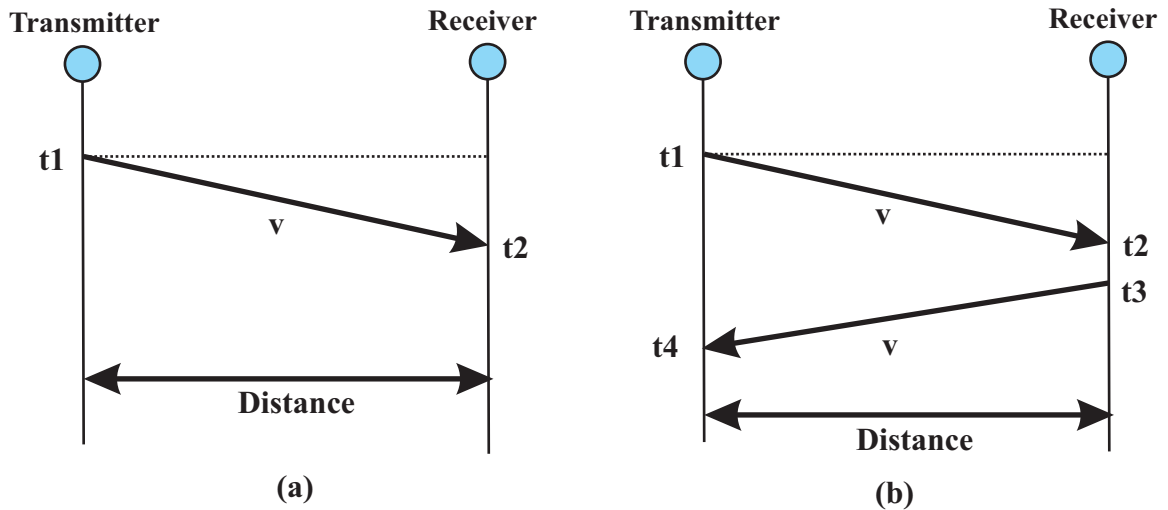 Transmitter
Receiver
t1
v
t2
Distance
(a)
Transmitter
Receiver
t1
v
t2
t3
t4
v
Distance
(b)